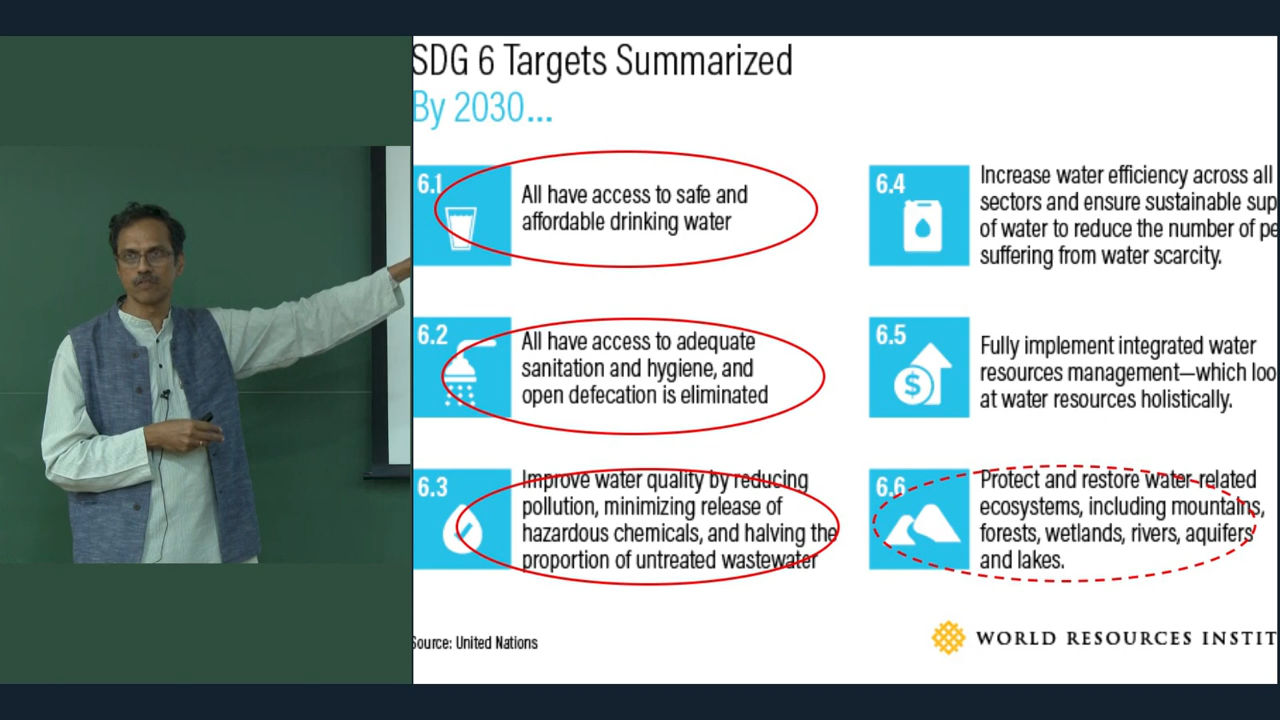 SDG 6 Targets Summarized
By 2030...
6.1
All have access to safe and
affordable drinking water
6.2
All have access to adequate
sanitation and hygiene, and
open defecation is eliminated
6.3
Improve water quality by reducing
pollution, minimizing release of
hazardous chemicals, and halving the
proportion of untreated wastewater
6.4
Increase water efficiency across all
sectors and ensure sustainable sup
of water to reduce the number of pe
suffering from water scarcity.
6.5
$
Fully implement integrated water
resources management—which loo
at water resources holistically.
6.6
Protect and restore water-related
ecosystems, including mountains,
forests, wetlands, rivers, aquifers
and lakes.
Source: United Nations
WORLD RESOURCES INSTIT